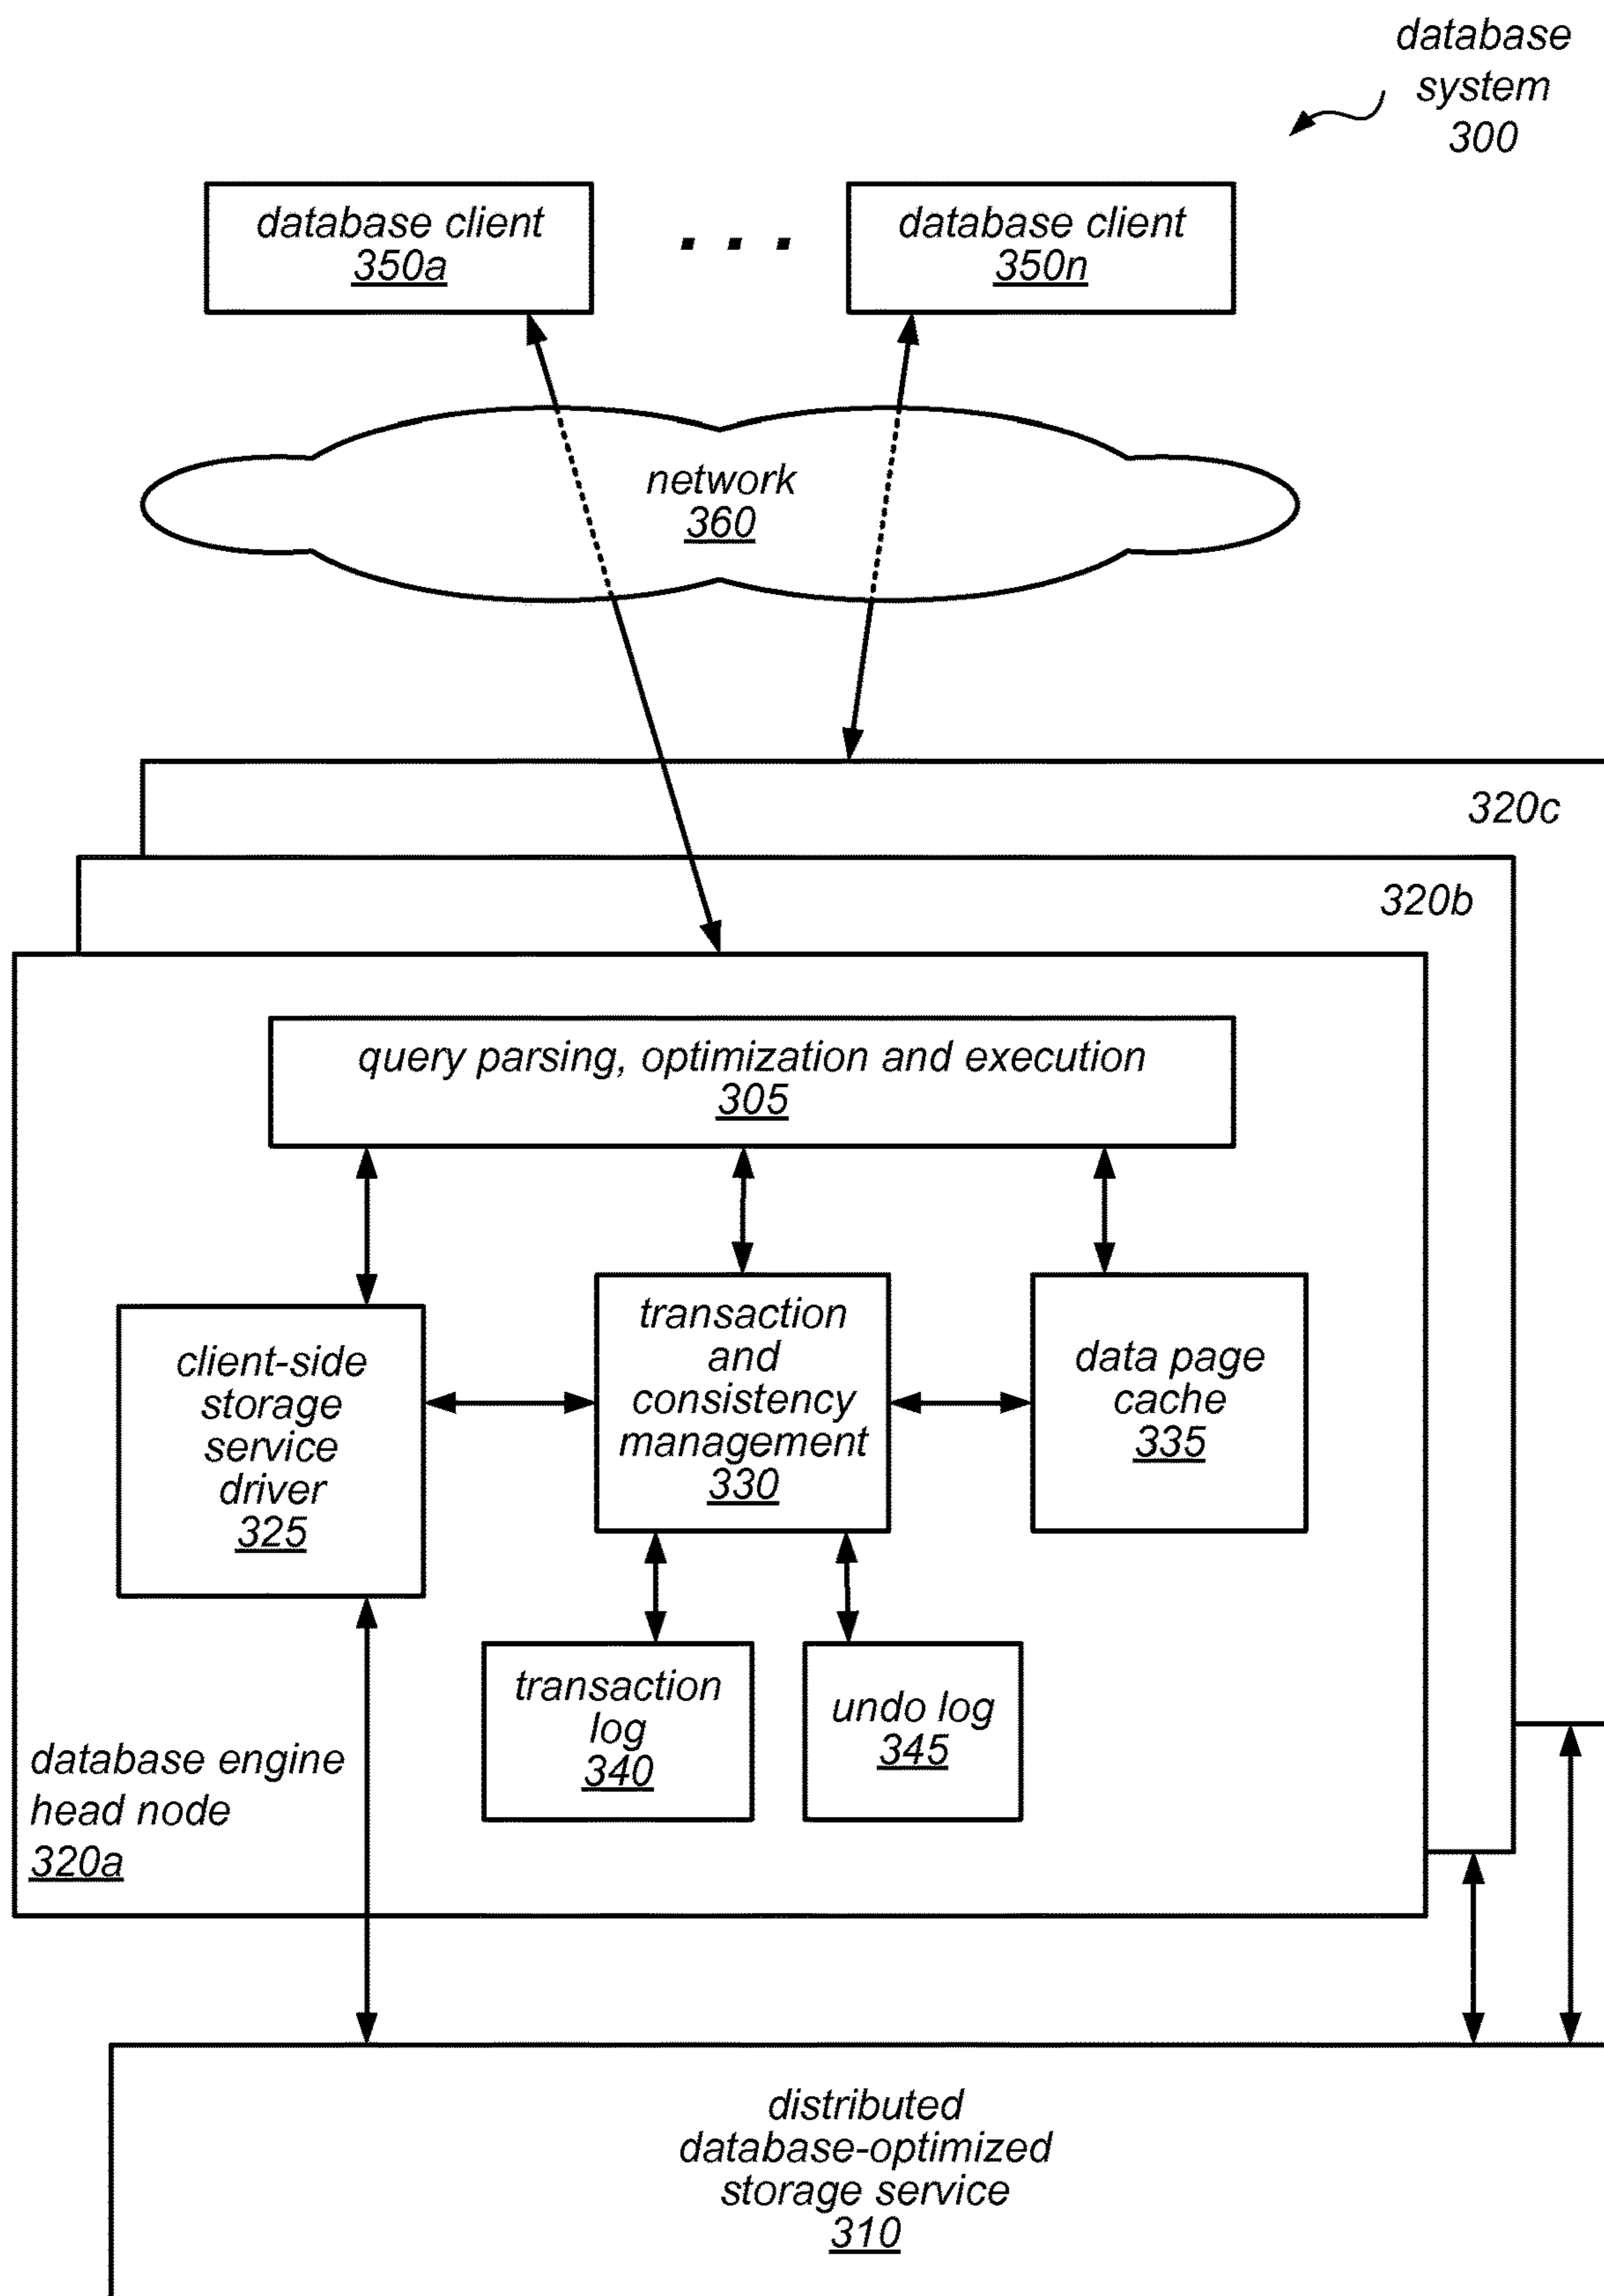 database
system
300
database client
350a
. . .
database client
350n
network
360
320c
320b
query parsing, optimization and execution
305
transaction
and
consistency
management
330
client-side
storage
service
driver
325
data page
cache
335
transaction
log
340
undo log
345
database engine
head node
320a
distributed
database-optimized
storage service
310